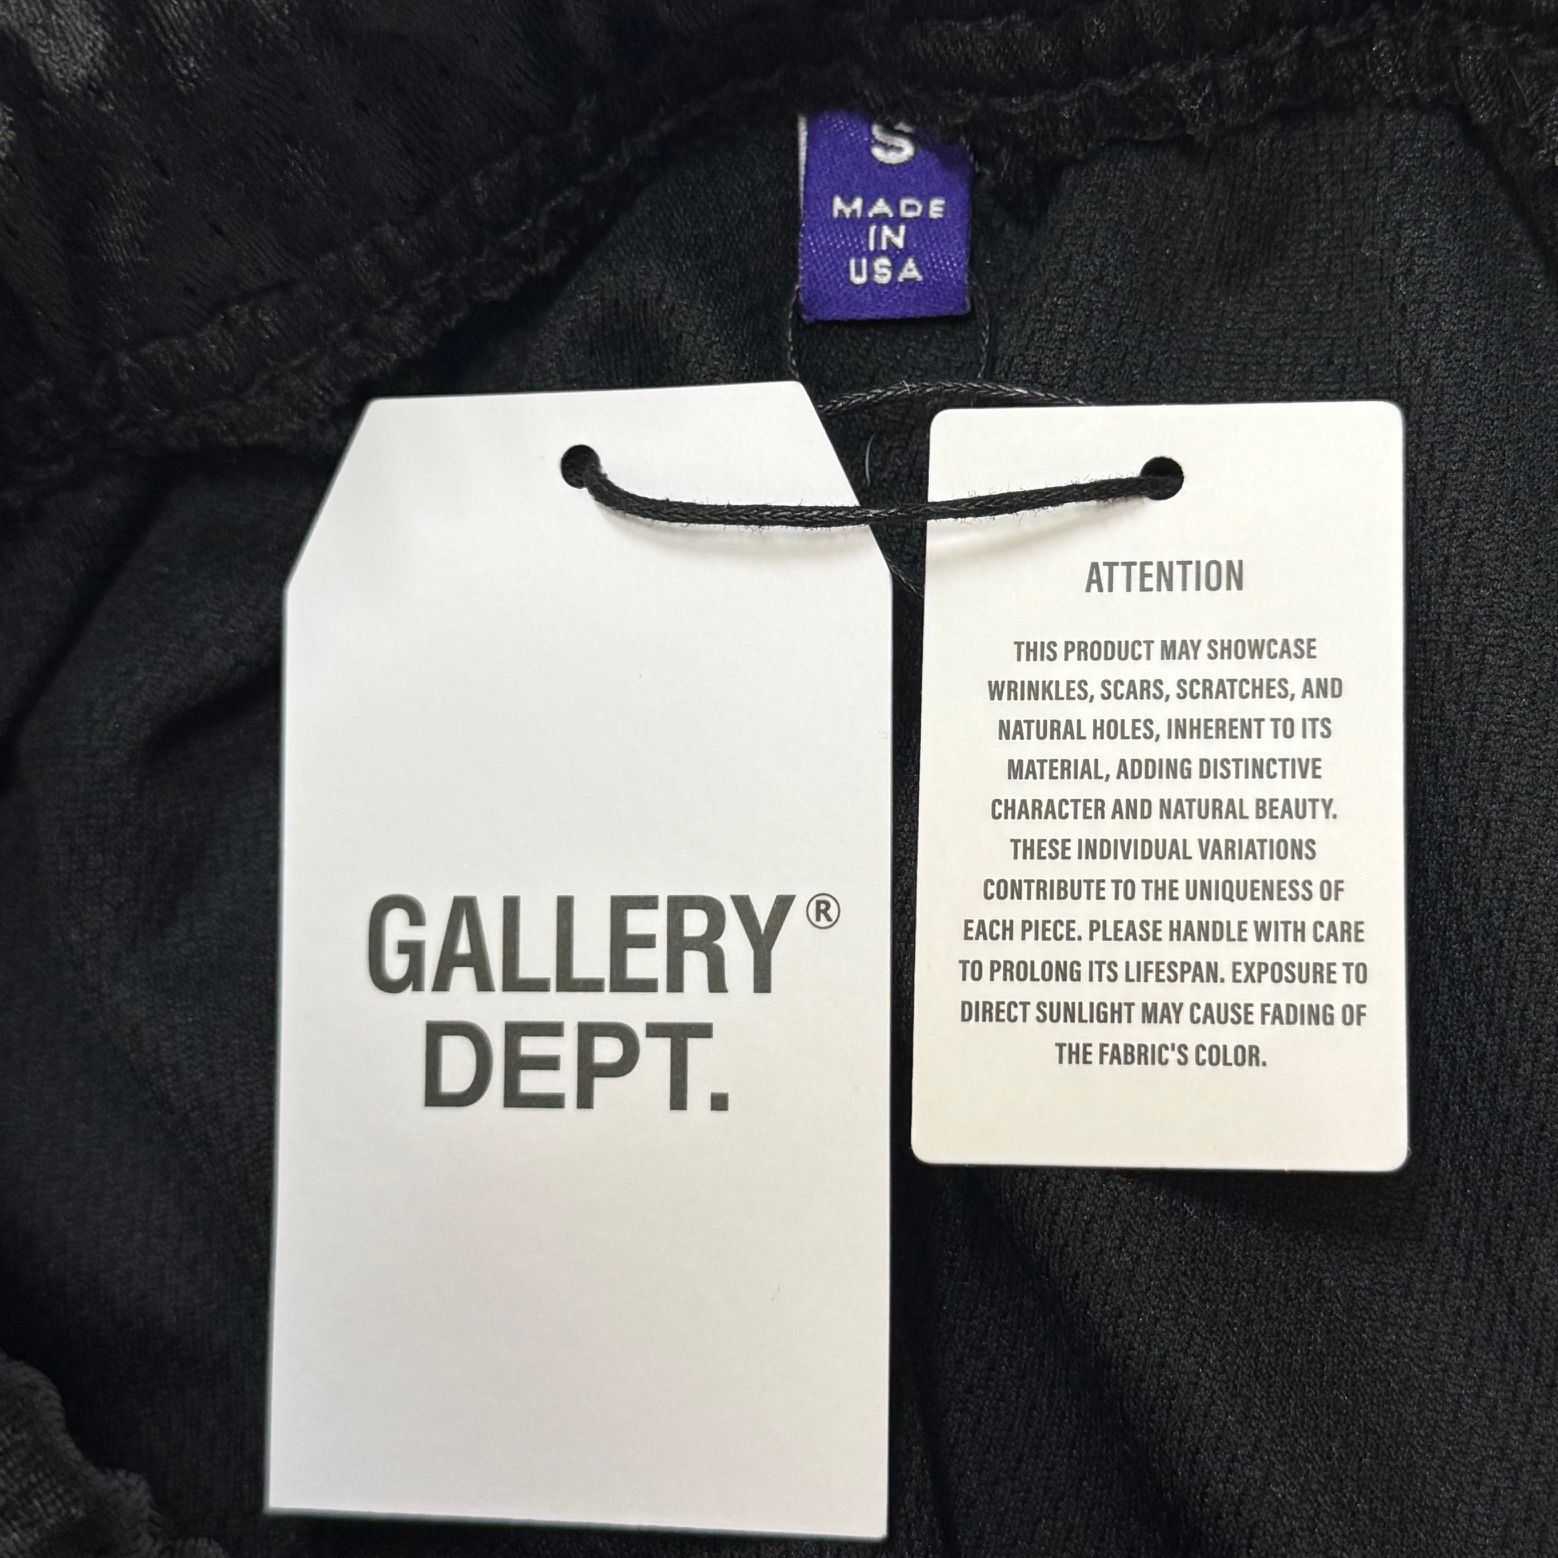 S
MADE
IN
USA
GALLERY®
DEPT.
ATTENTION
THIS PRODUCT MAY SHOWCASE
WRINKLES, SCARS, SCRATCHES, AND
NATURAL HOLES, INHERENT TO ITS
MATERIAL, ADDING DISTINCTIVE
CHARACTER AND NATURAL BEAUTY.
THESE INDIVIDUAL VARIATIONS
CONTRIBUTE TO THE UNIQUENESS OF
EACH PIECE. PLEASE HANDLE WITH CARE
TO PROLONG ITS LIFESPAN. EXPOSURE TO
DIRECT SUNLIGHT MAY CAUSE FADING OF
THE FABRIC'S COLOR.